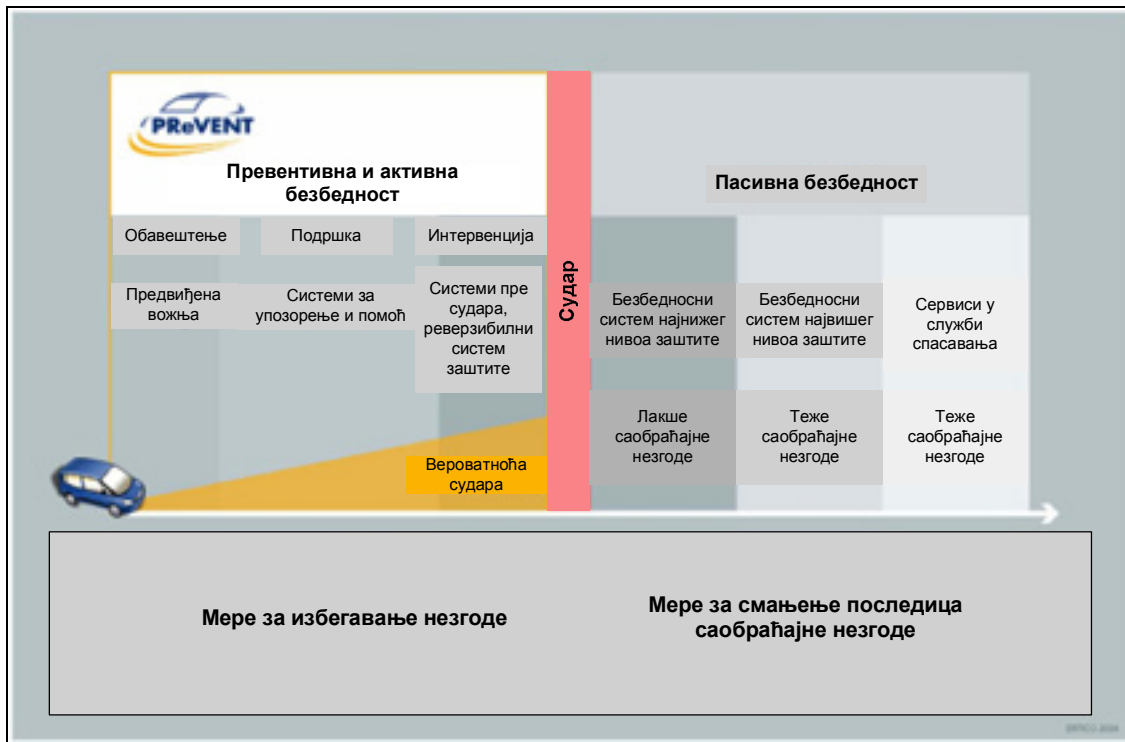 PReVENT
Превентивна и активна
безбедност
Пасивна безбедност
Обавештење
Подршка
Интервенција
Судар
Предвиђена
вожња
Системи за
упозорење и помоћ
Системи пре
судара,
реверзибилни
систем
заштите
Безбедносни
систем најнижег
нивоа заштите
Безбедносни
систем највишег
нивоа заштите
Сервиси у
служби
спасавања
Лакше
саобраћајне
незгоде
Теже
саобраћајне
незгоде
Теже
саобраћајне
незгоде
Вероватноћа
судара
Мере за избегавање незгоде
Мере за смањење последица
саобраћајне незгоде